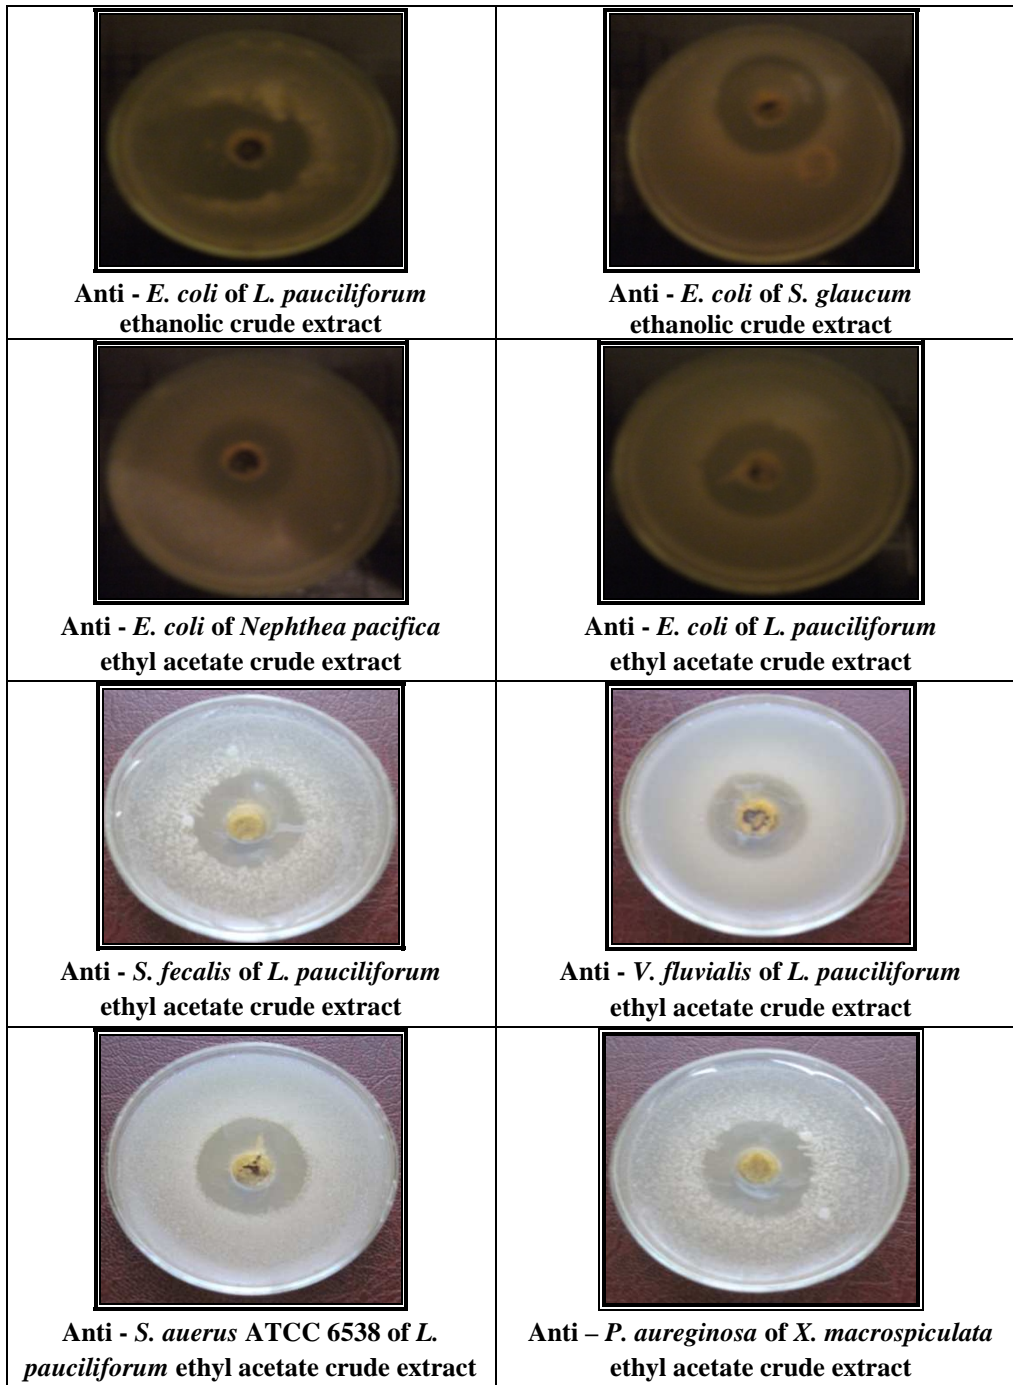 Anti - E. coli of L. pauciliforum
ethanolic crude extract
Anti - E. coli of S. glaucum
ethanolic crude extract
Anti - E. coli of Nephthea pacifica
ethyl acetate crude extract
Anti - E. coli of L. pauciliforum
ethyl acetate crude extract
Anti - S. fecalis of L. pauciliforum
ethyl acetate crude extract
Anti - V. fluvialis of L. pauciliforum
ethyl acetate crude extract
Anti - S. auerus ATCC 6538 of L.
pauciliforum ethyl acetate crude extract
Anti – P. aureginosa of X. macrospiculata
ethyl acetate crude extract